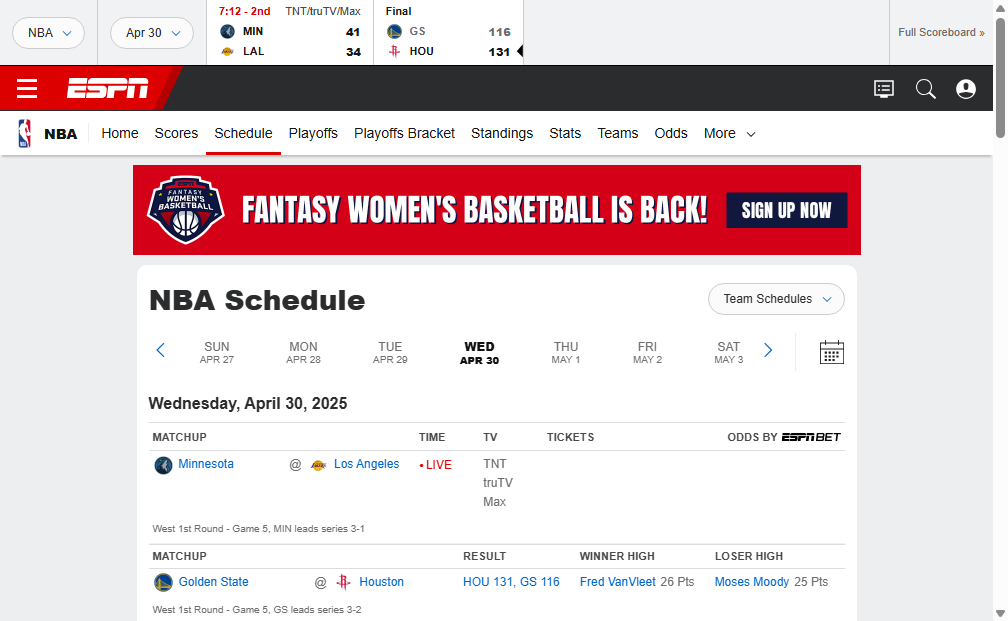 NBA
Apr 30
7:12 - 2nd TNT/truTV/Max
MIN 41
LAL 34
Final
GS 116
HOU 131
Full Scoreboard »
ESPN
NBA Home Scores Schedule Playoffs Playoffs Bracket Standings Stats Teams Odds More
FANTASY WOMEN'S BASKETBALL
FANTASY WOMEN'S BASKETBALL IS BACK! SIGN UP NOW
NBA Schedule
Team Schedules
SUN MON TUE WED THU FRI SAT
APR 27 APR 28 APR 29 APR 30 MAY 1 MAY 2 MAY 3
Wednesday, April 30, 2025
MATCHUP TIME TV TICKETS ODDS BY ESPN BET
Minnesota @ Los Angeles • LIVE TNT
truTV
Max
West 1st Round - Game 5, MIN leads series 3-1
MATCHUP RESULT WINNER HIGH LOSER HIGH
Golden State @ Houston HOU 131, GS 116 Fred VanVleet 26 Pts Moses Moody 25 Pts
West 1st Round - Game 5, GS leads series 3-2